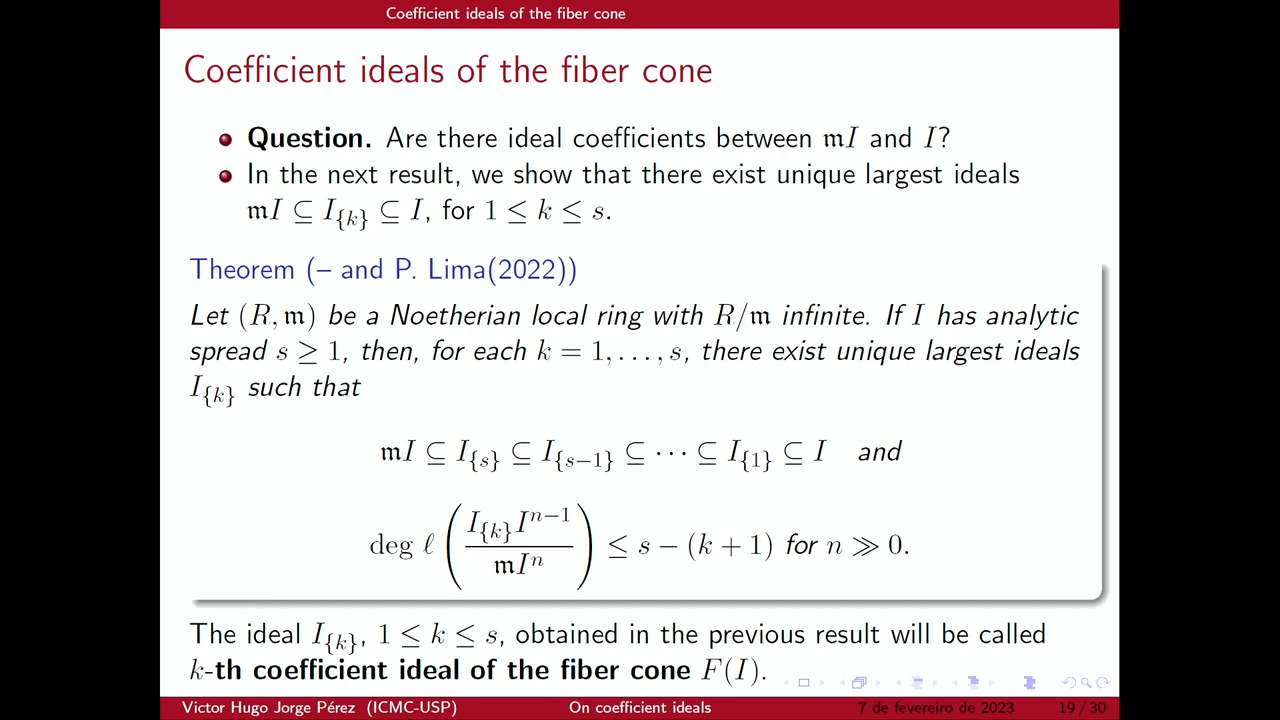 Coefficient ideals of the fiber cone
Coefficient ideals of the fiber cone
Question. Are there ideal coefficients between 𝔪I and I?
In the next result, we show that there exist unique largest ideals
𝔪I ⊆ I_{k} ⊆ I, for 1 ≤ k ≤ s.
Theorem (– and P. Lima(2022))
Let (R, 𝔪) be a Noetherian local ring with R/𝔪 infinite. If I has analytic
spread s ≥ 1, then, for each k = 1, . . . , s, there exist unique largest ideals
I_{k} such that
𝔪I ⊆ I_{s} ⊆ I_{s−1} ⊆ ⋯ ⊆ I_{1} ⊆ I and
deg ℓ ( I_{k}I^{n−1} / 𝔪I^n ) ≤ s − (k + 1) for n ≫ 0.
The ideal I_{k}, 1 ≤ k ≤ s, obtained in the previous result will be called
k-th coefficient ideal of the fiber cone F(I).
Victor Hugo Jorge Pérez (ICMC-USP) On coefficient ideals 7 de fevereiro de 2023 19 / 30